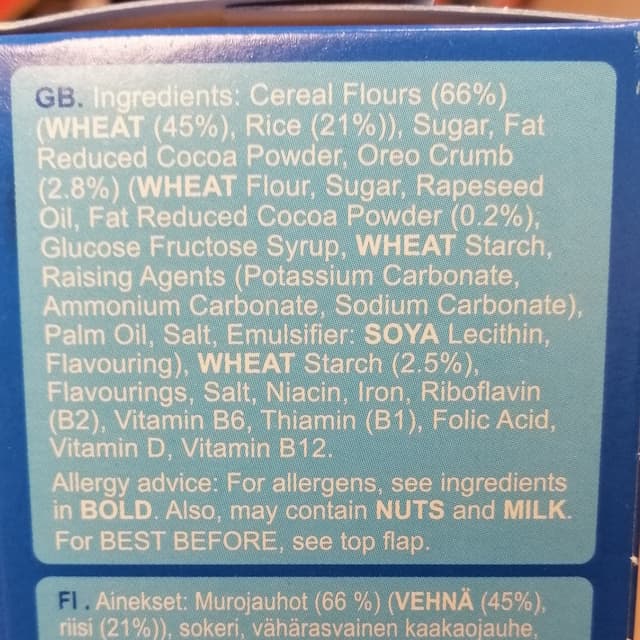 GB. Ingredients: Cereal Flours (66%)
(WHEAT (45%), Rice (21%)), Sugar, Fat
Reduced Cocoa Powder, Oreo Crumb
(2.8%) (WHEAT Flour, Sugar, Rapeseed
Oil, Fat Reduced Cocoa Powder (0.2%),
Glucose Fructose Syrup, WHEAT Starch,
Raising Agents (Potassium Carbonate,
Ammonium Carbonate, Sodium Carbonate),
Palm Oil, Salt, Emulsifier: SOYA Lecithin,
Flavouring), WHEAT Starch (2.5%),
Flavourings, Salt, Niacin, Iron, Riboflavin
(B2), Vitamin B6, Thiamin (B1), Folic Acid,
Vitamin D, Vitamin B12.
Allergy advice: For allergens, see ingredients
in BOLD. Also, may contain NUTS and MILK.
For BEST BEFORE, see top flap.
FI. Ainekset: Murojauhot (66 %) (VEHNÄ (45%),
riisi (21%)), sokeri, vähärasvainen kaakaojauhe,